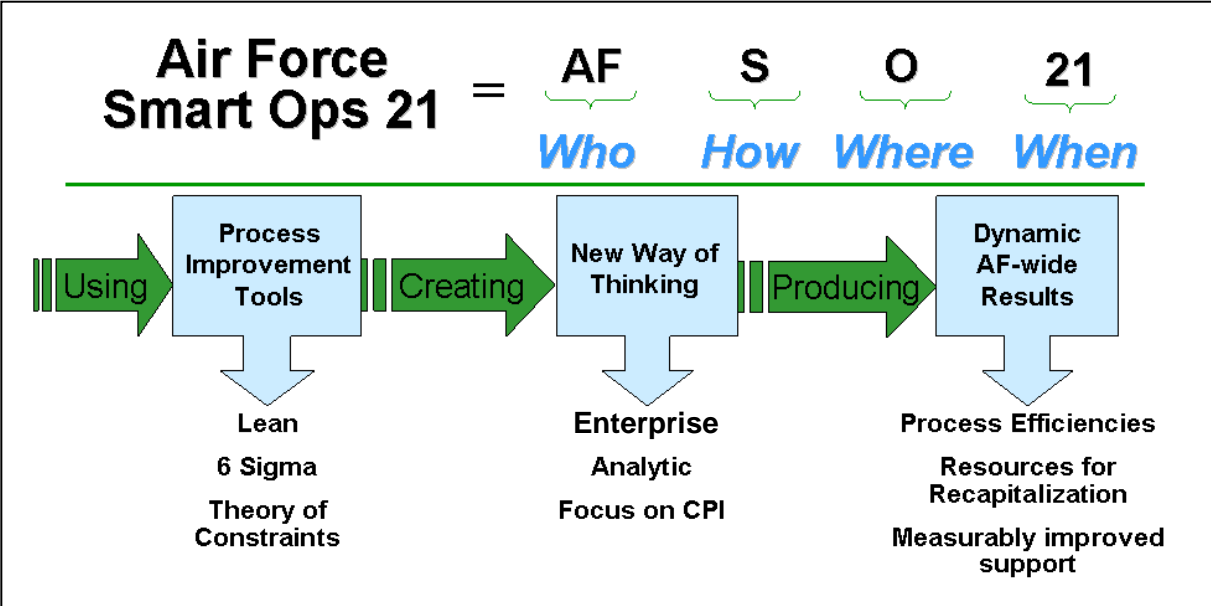 Air Force
Smart Ops 21
= AF S O 21
Who How Where When
Using
Process
Improvement
Tools
Creating
New Way of
Thinking
Producing
Dynamic
AF-wide
Results
Lean
6 Sigma
Theory of
Constraints
Enterprise
Analytic
Focus on CPI
Process Efficiencies
Resources for
Recapitalization
Measurably improved
support